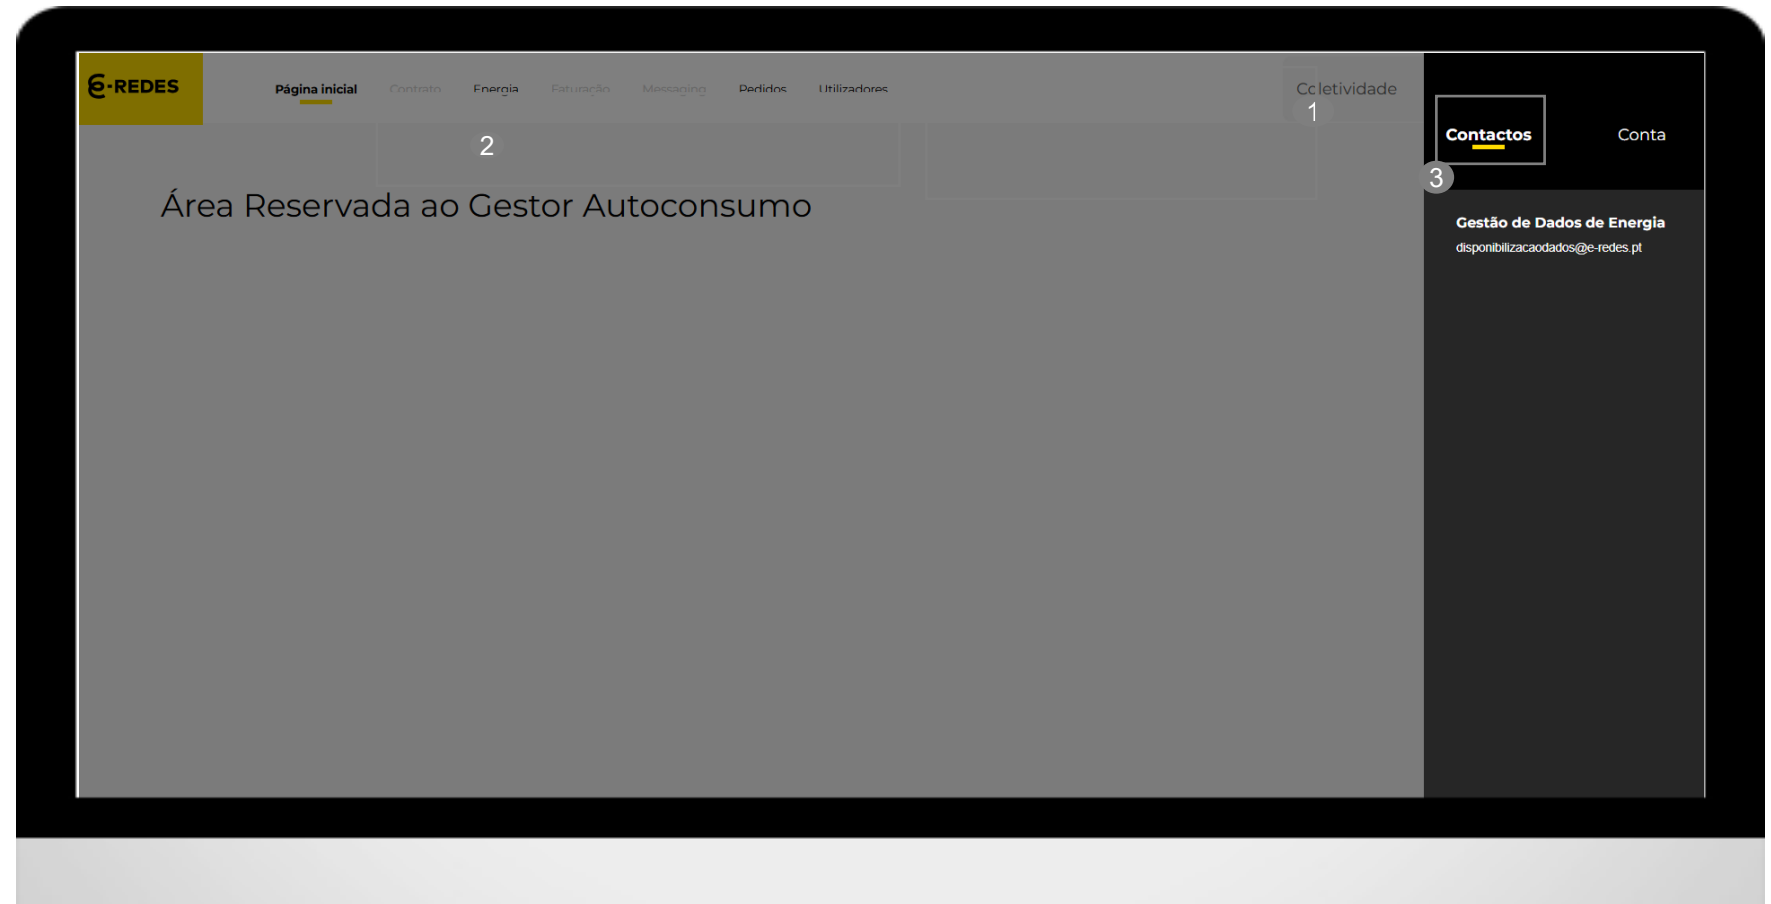 E-REDES
Página inicial Contrato Energia Faturação Messaging Pedidos Utilizadores
Coletividade
1
Contactos Conta
2
3
Área Reservada ao Gestor Autoconsumo
Gestão de Dados de Energia
disponibilizacaodados@e-redes.pt